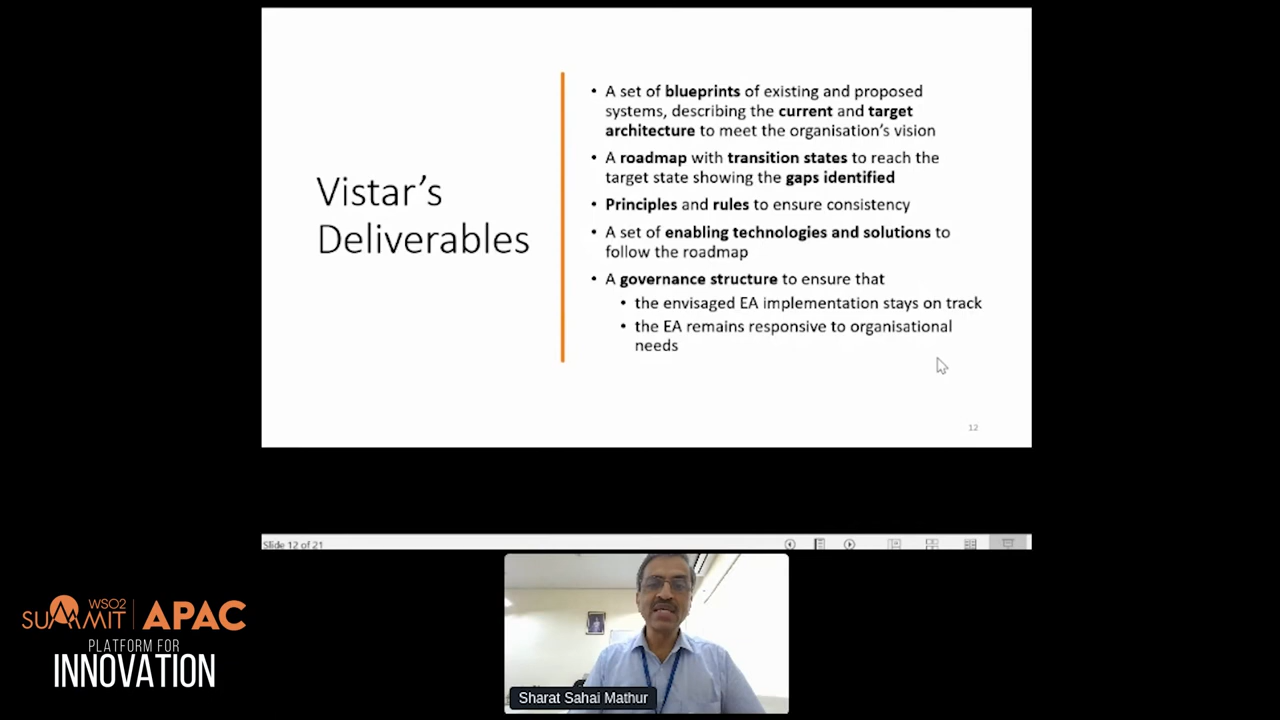 Vistar's
Deliverables
• A set of blueprints of existing and proposed
systems, describing the current and target
architecture to meet the organisation's vision
• A roadmap with transition states to reach the
target state showing the gaps identified
• Principles and rules to ensure consistency
• A set of enabling technologies and solutions to
follow the roadmap
• A governance structure to ensure that
• the envisaged EA implementation stays on track
• the EA remains responsive to organisational
needs
12
Slide 12 of 21
WSO2
SUMMIT APAC
PLATFORM FOR
INNOVATION
Sharat Sahai Mathur